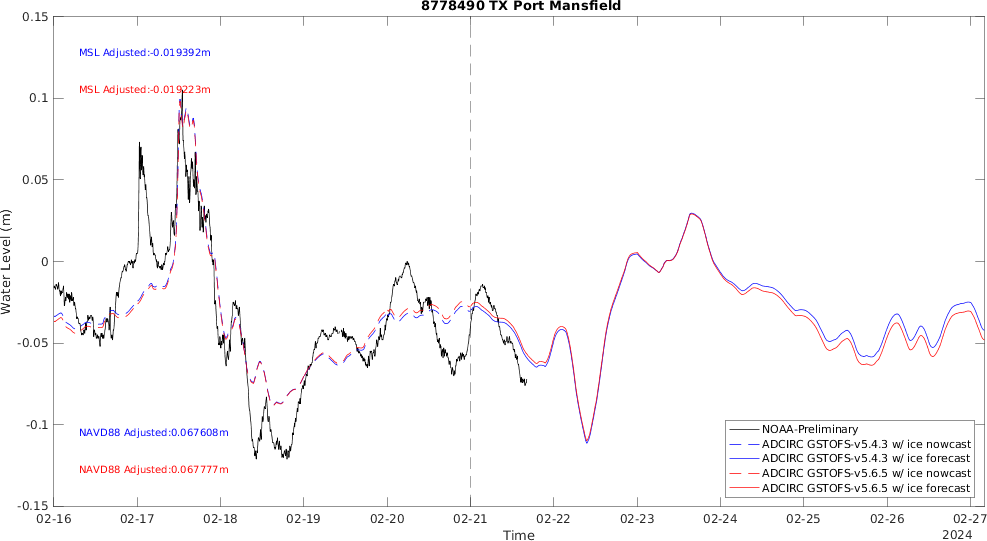 8778490 TX Port Mansfield
0.15
0.1
0.05
0
-0.05
-0.1
-0.15
Water Level (m)
MSL Adjusted:-0.019392m
MSL Adjusted:-0.019223m
NAVD88 Adjusted:0.067608m
NAVD88 Adjusted:0.067777m
NOAA-Preliminary
ADCIRC GSTOFS-v5.4.3 w/ ice nowcast
ADCIRC GSTOFS-v5.4.3 w/ ice forecast
ADCIRC GSTOFS-v5.6.5 w/ ice nowcast
ADCIRC GSTOFS-v5.6.5 w/ ice forecast
02-16 02-17 02-18 02-19 02-20 02-21 02-22 02-23 02-24 02-25 02-26 02-27
Time
2024